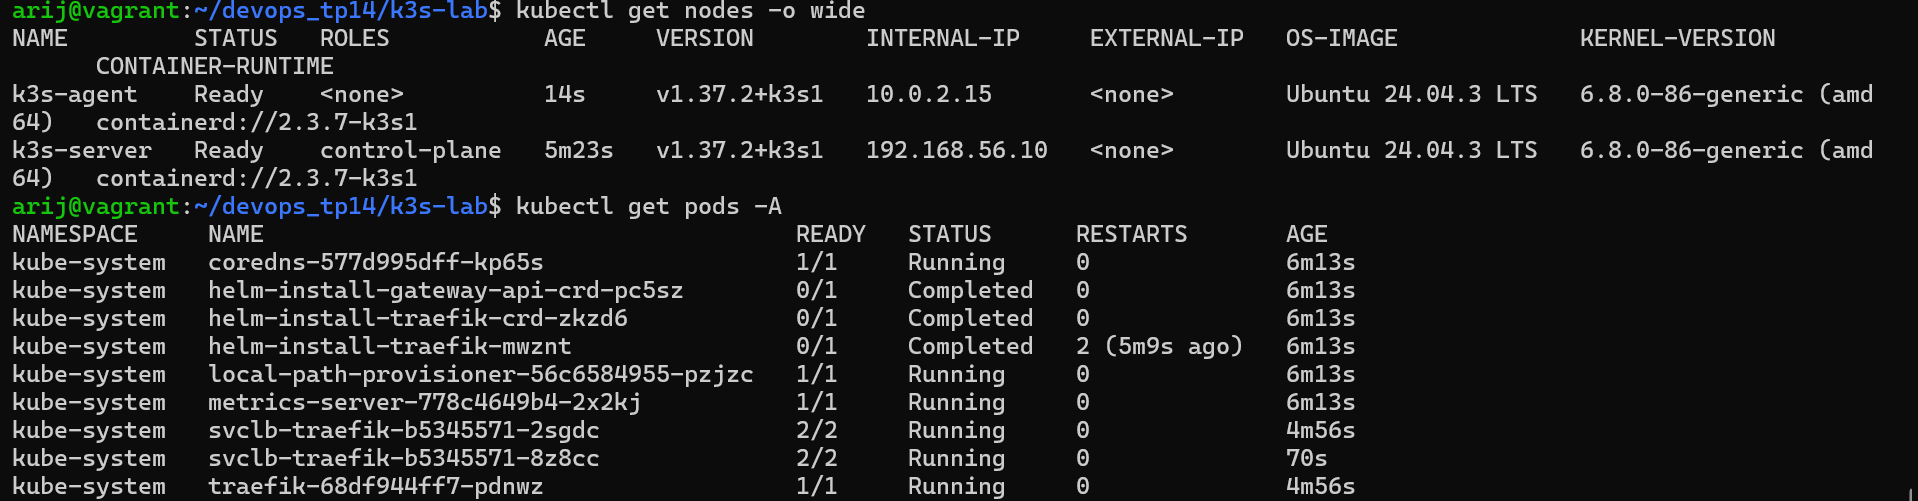 arij@vagrant:~/devops_tp14/k3s-lab$ kubectl get nodes -o wide
NAME         STATUS   ROLES           AGE     VERSION        INTERNAL-IP     EXTERNAL-IP   OS-IMAGE             KERNEL-VERSION
      CONTAINER-RUNTIME
k3s-agent    Ready    <none>          14s     v1.37.2+k3s1   10.0.2.15       <none>        Ubuntu 24.04.3 LTS   6.8.0-86-generic (amd
64)   containerd://2.3.7-k3s1
k3s-server   Ready    control-plane   5m23s   v1.37.2+k3s1   192.168.56.10   <none>        Ubuntu 24.04.3 LTS   6.8.0-86-generic (amd
64)   containerd://2.3.7-k3s1
arij@vagrant:~/devops_tp14/k3s-lab$ kubectl get pods -A
NAMESPACE     NAME                                      READY   STATUS      RESTARTS       AGE
kube-system   coredns-577d995dff-kp65s                  1/1     Running     0              6m13s
kube-system   helm-install-gateway-api-crd-pc5sz        0/1     Completed   0              6m13s
kube-system   helm-install-traefik-crd-zkzd6            0/1     Completed   0              6m13s
kube-system   helm-install-traefik-mwznt                0/1     Completed   2 (5m9s ago)   6m13s
kube-system   local-path-provisioner-56c6584955-pzjzc   1/1     Running     0              6m13s
kube-system   metrics-server-778c4649b4-2x2kj           1/1     Running     0              6m13s
kube-system   svclb-traefik-b5345571-2sgdc              2/2     Running     0              4m56s
kube-system   svclb-traefik-b5345571-8z8cc              2/2     Running     0              70s
kube-system   traefik-68df944ff7-pdnwz                  1/1     Running     0              4m56s